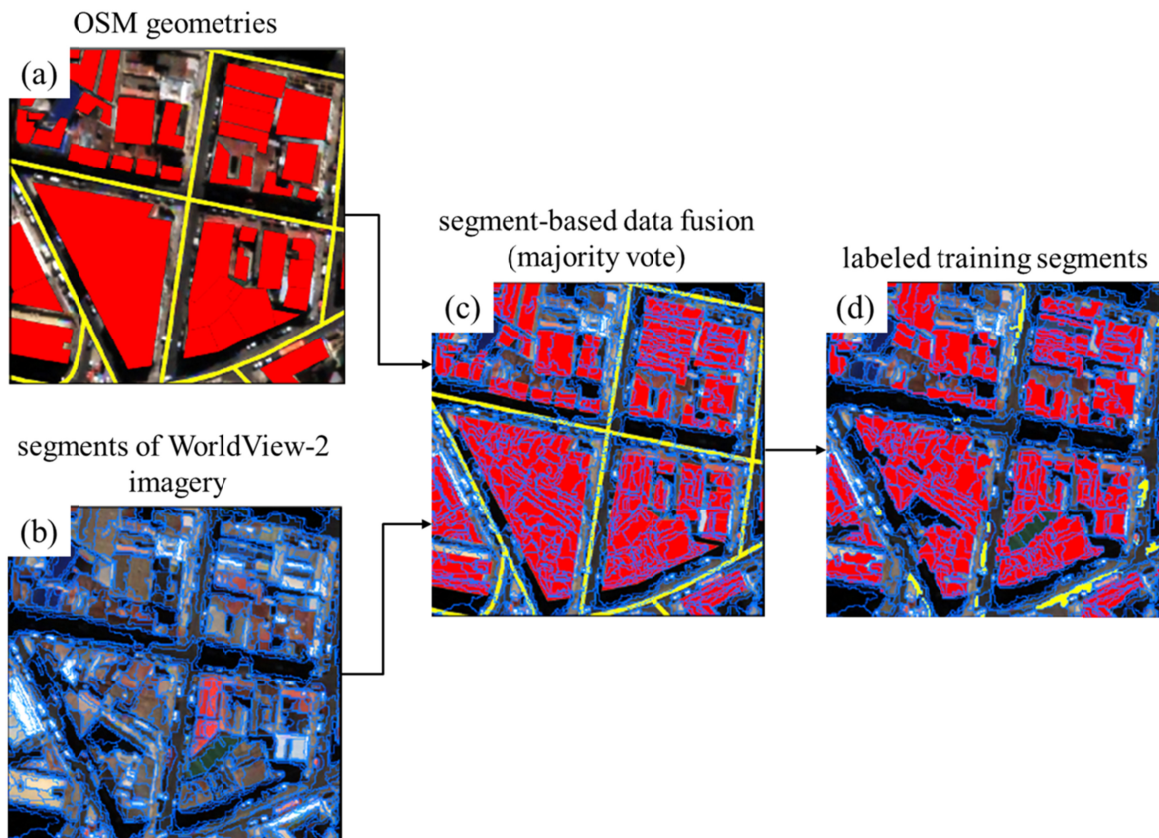 OSM geometries
(a)
segment-based data fusion
(majority vote)
labeled training segments
(c)
(d)
segments of WorldView-2
imagery
(b)